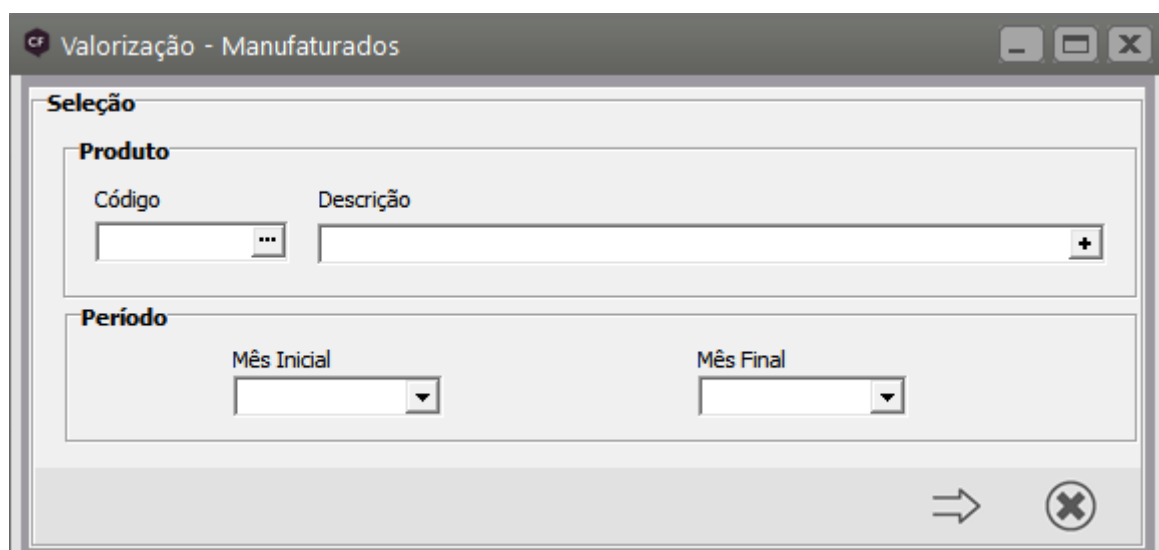 CF Valorização - Manufaturados
Seleção
Produto
Código Descrição
Período
Mês Inicial Mês Final